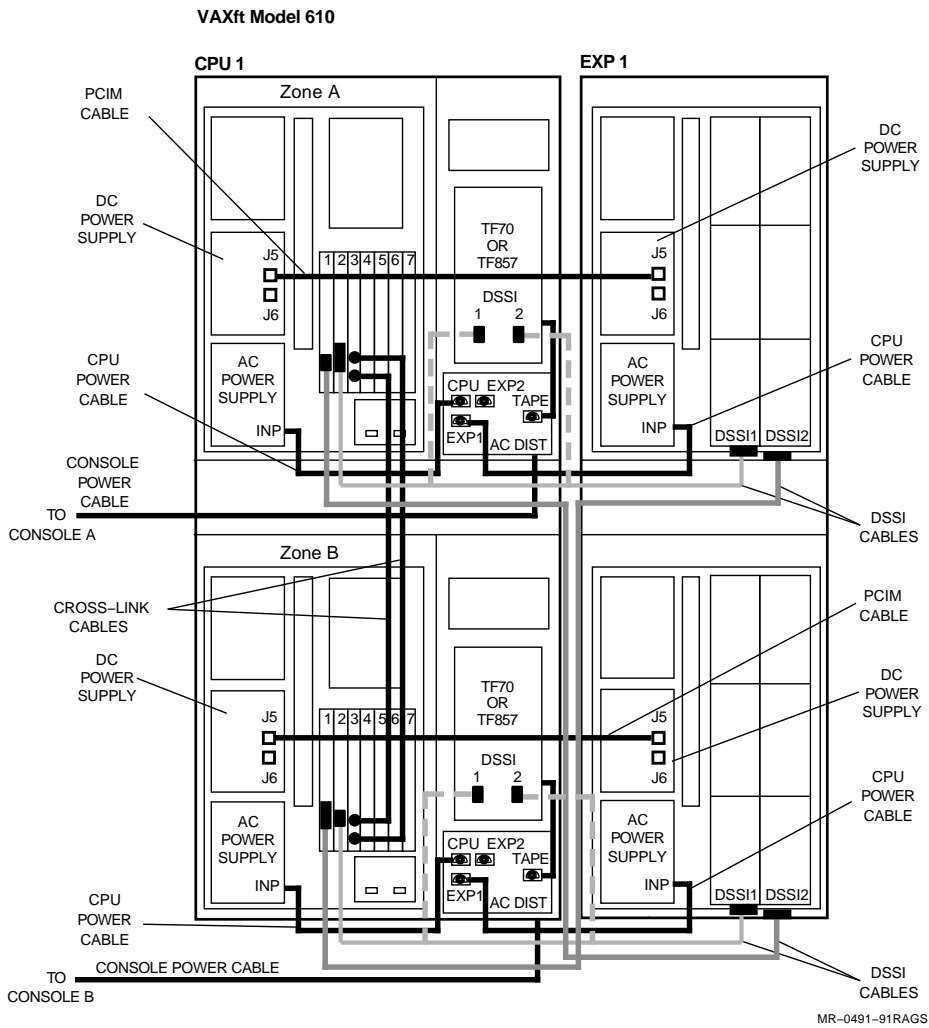 VAXft Model 610
CPU 1
EXP 1
Zone A
PCIM
CABLE
DC
POWER
SUPPLY
DC
POWER
SUPPLY
TF70
OR
TF857
J5
J6
1 2 3 4 5 6 7
J5
J6
DSSI
1 2
CPU
POWER
CABLE
AC
POWER
SUPPLY
INP
CPU EXP2
TAPE
EXP1
AC DIST
AC
POWER
SUPPLY
INP
DSSI1 DSSI2
CPU
POWER
CABLE
CONSOLE
POWER
CABLE
TO
CONSOLE A
DSSI
CABLES
Zone B
CROSS–LINK
CABLES
PCIM
CABLE
DC
POWER
SUPPLY
DC
POWER
SUPPLY
TF70
OR
TF857
J5
J6
1 2 3 4 5 6 7
J5
J6
DSSI
1 2
AC
POWER
SUPPLY
INP
CPU EXP2
TAPE
EXP1
AC DIST
AC
POWER
SUPPLY
INP
DSSI1 DSSI2
CPU
POWER
CABLE
CPU
POWER
CABLE
TO
CONSOLE B
CONSOLE POWER CABLE
DSSI
CABLES
MR–0491–91RAGS